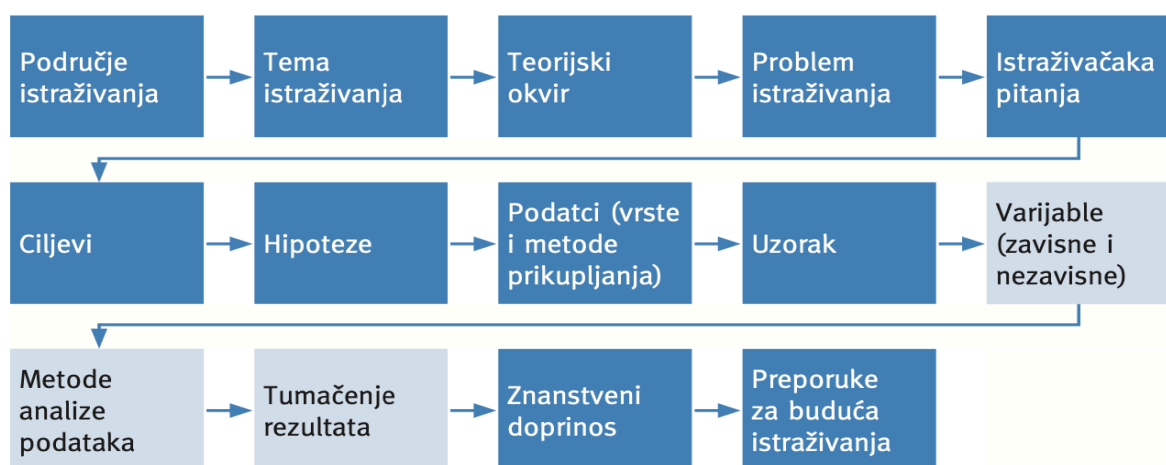 Područje
istraživanja
Tema
istraživanja
Teorijski
okvir
Problem
istraživanja
Istraživačaka
pitanja
Ciljevi
Hipoteze
Podatci (vrste
i metode
prikupljanja)
Uzorak
Varijable
(zavisne i
nezavisne)
Metode
analize
podataka
Tumačenje
rezultata
Znanstveni
doprinos
Preporuke
za buduća
istraživanja